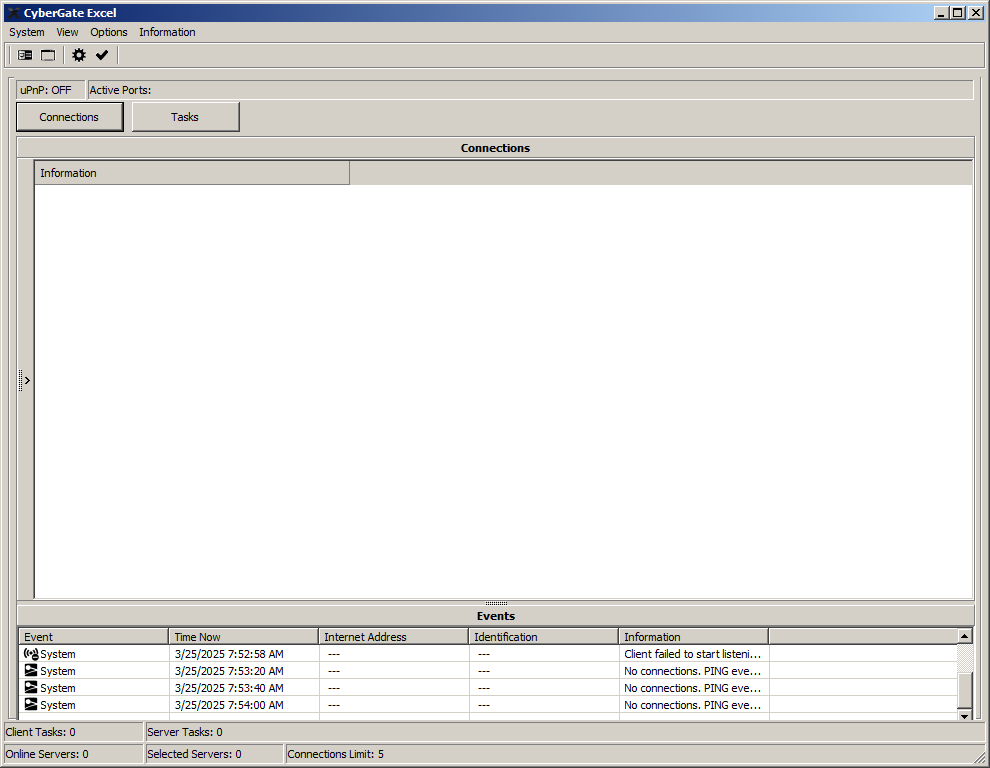 CyberGate Excel
System View Options Information
uPnP: OFF Active Ports:
Connections Tasks
Connections
Information
Events
Event Time Now Internet Address Identification Information
System 3/25/2025 7:52:58 AM --- --- Client failed to start listeni...
System 3/25/2025 7:53:20 AM --- --- No connections. PING eve...
System 3/25/2025 7:53:40 AM --- --- No connections. PING eve...
System 3/25/2025 7:54:00 AM --- --- No connections. PING eve...
Client Tasks: 0 Server Tasks: 0
Online Servers: 0 Selected Servers: 0 Connections Limit: 5